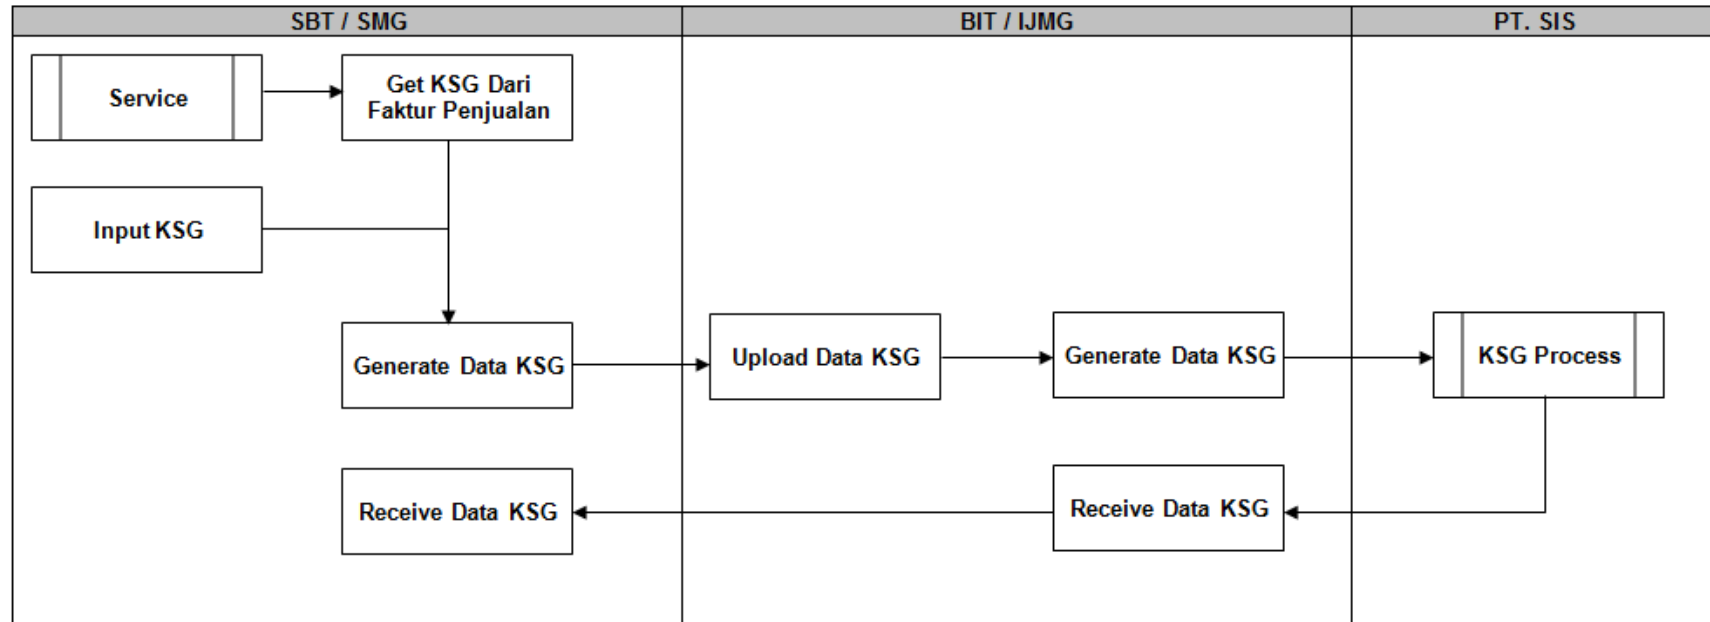 SBT / SMG
BIT / IJMG
PT. SIS
Service
Get KSG Dari
Faktur Penjualan
Input KSG
Generate Data KSG
Upload Data KSG
Generate Data KSG
KSG Process
Receive Data KSG
Receive Data KSG